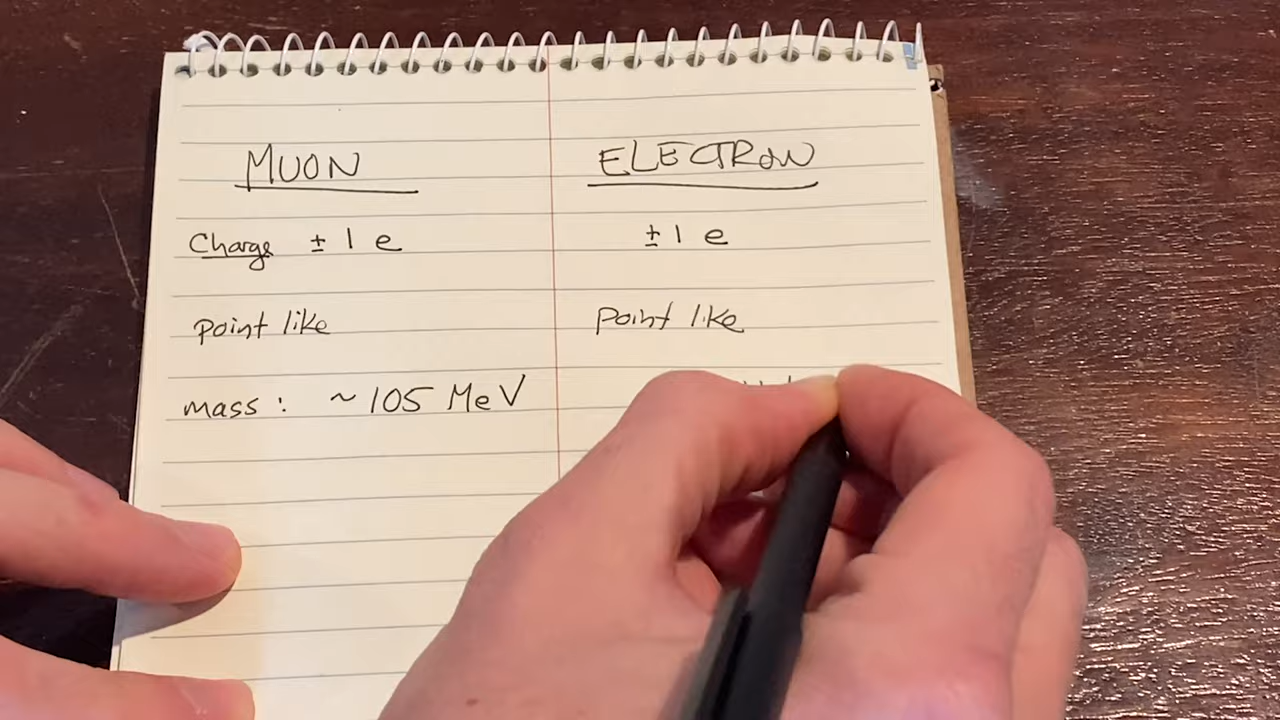 MUON ELECTRON
Charge ± 1 e ± 1 e
point like point like
mass : ~ 105 MeV